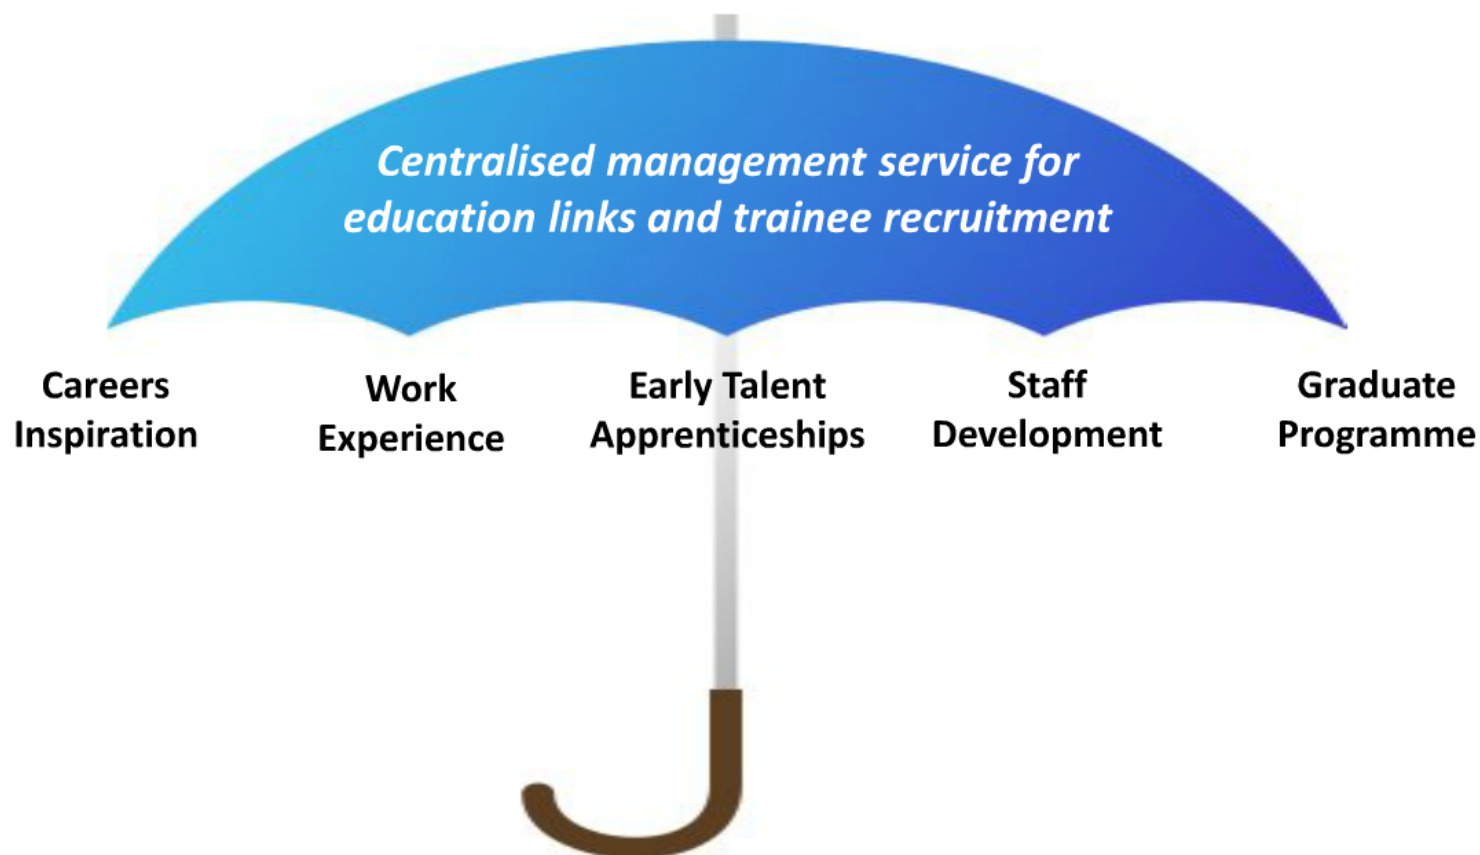 Centralised management service for
education links and trainee recruitment
Careers
Inspiration
Work
Experience
Early Talent
Apprenticeships
Staff
Development
Graduate
Programme